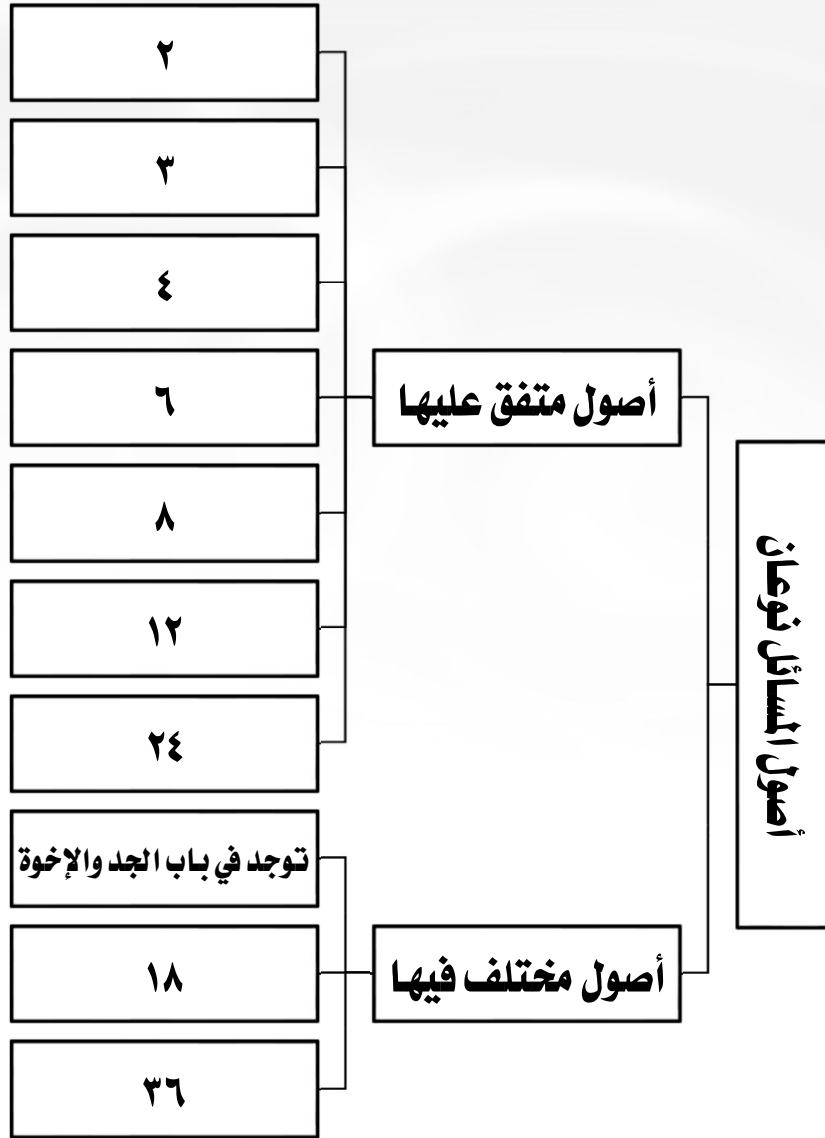 أصول المسائل نوعان
أصول متفق عليها
٢
٣
٤
٦
٨
١٢
٢٤
أصول مختلف فيها
توجد في باب الجد والإخوة
١٨
٣٦